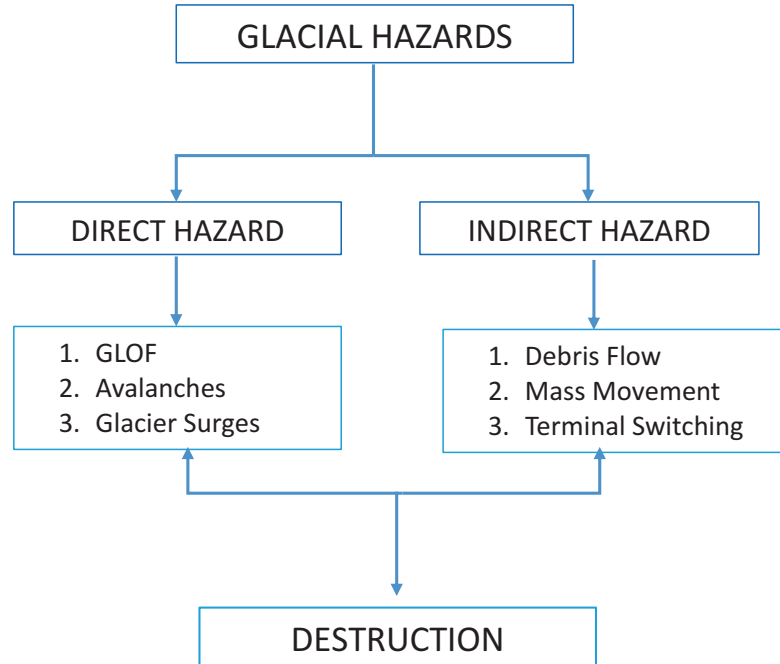 GLACIAL HAZARDS
DIRECT HAZARD
INDIRECT HAZARD
1. GLOF
2. Avalanches
3. Glacier Surges
1. Debris Flow
2. Mass Movement
3. Terminal Switching
DESTRUCTION